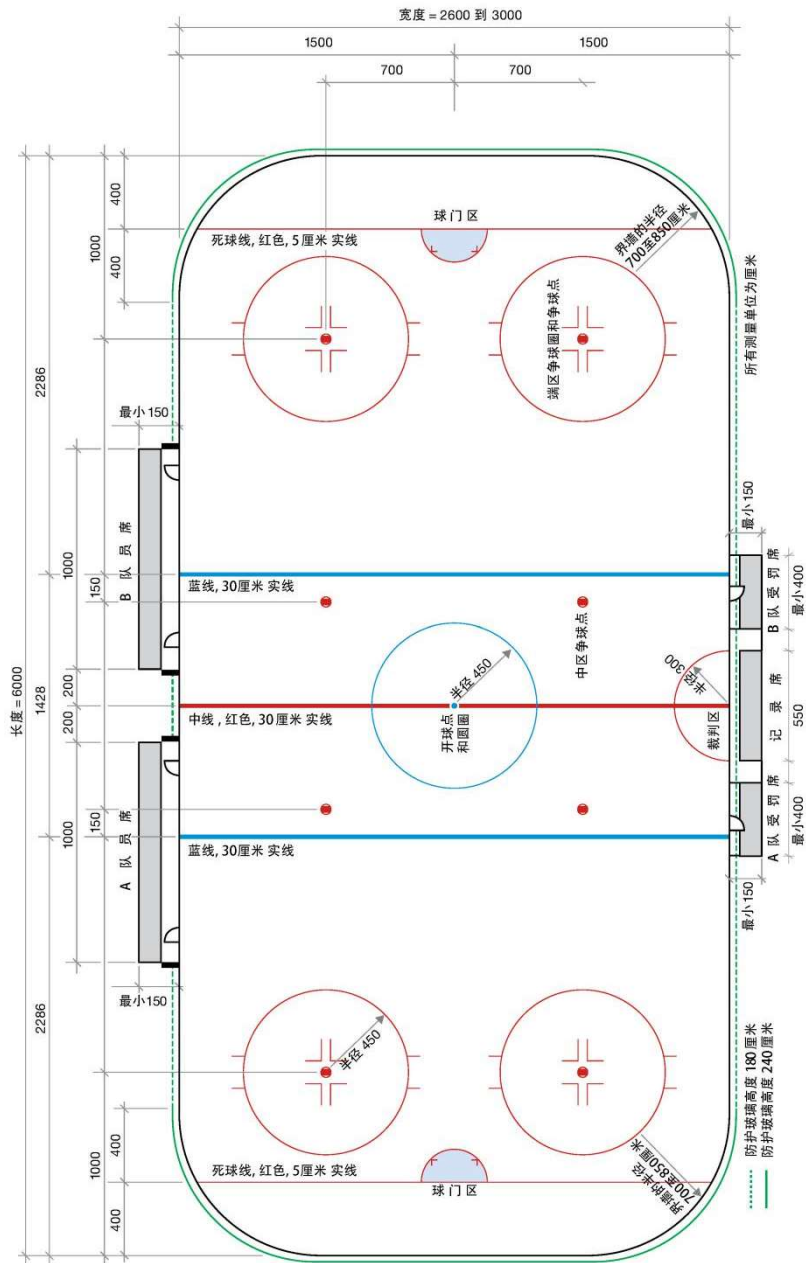 宽度 = 2600 到 3000
1500
1500
700
700
400
1000
400
球门区
死球线, 红色, 5厘米 实线
界墙的半径
700至850厘米
端区争球圈和争球点
所有测量单位为厘米
2286
最小 150
最小 150
B 队员席
1000
150
蓝线, 30厘米 实线
中区争球点
B 队受罚席
最小400
长度 = 6000
1428
200
200
半径 450
半径 300
中线 , 红色, 30 厘米 实线
开球点
和圆圈
裁判区
记录席
550
A 队员席
1000
150
蓝线, 30厘米 实线
A 队受罚席
最小400
最小150
最小150
2286
半径 450
400
1000
400
死球线, 红色, 5厘米 实线
球门区
界墙的半径
700至850厘米
防护玻璃高度 180 厘米
防护玻璃高度 240 厘米